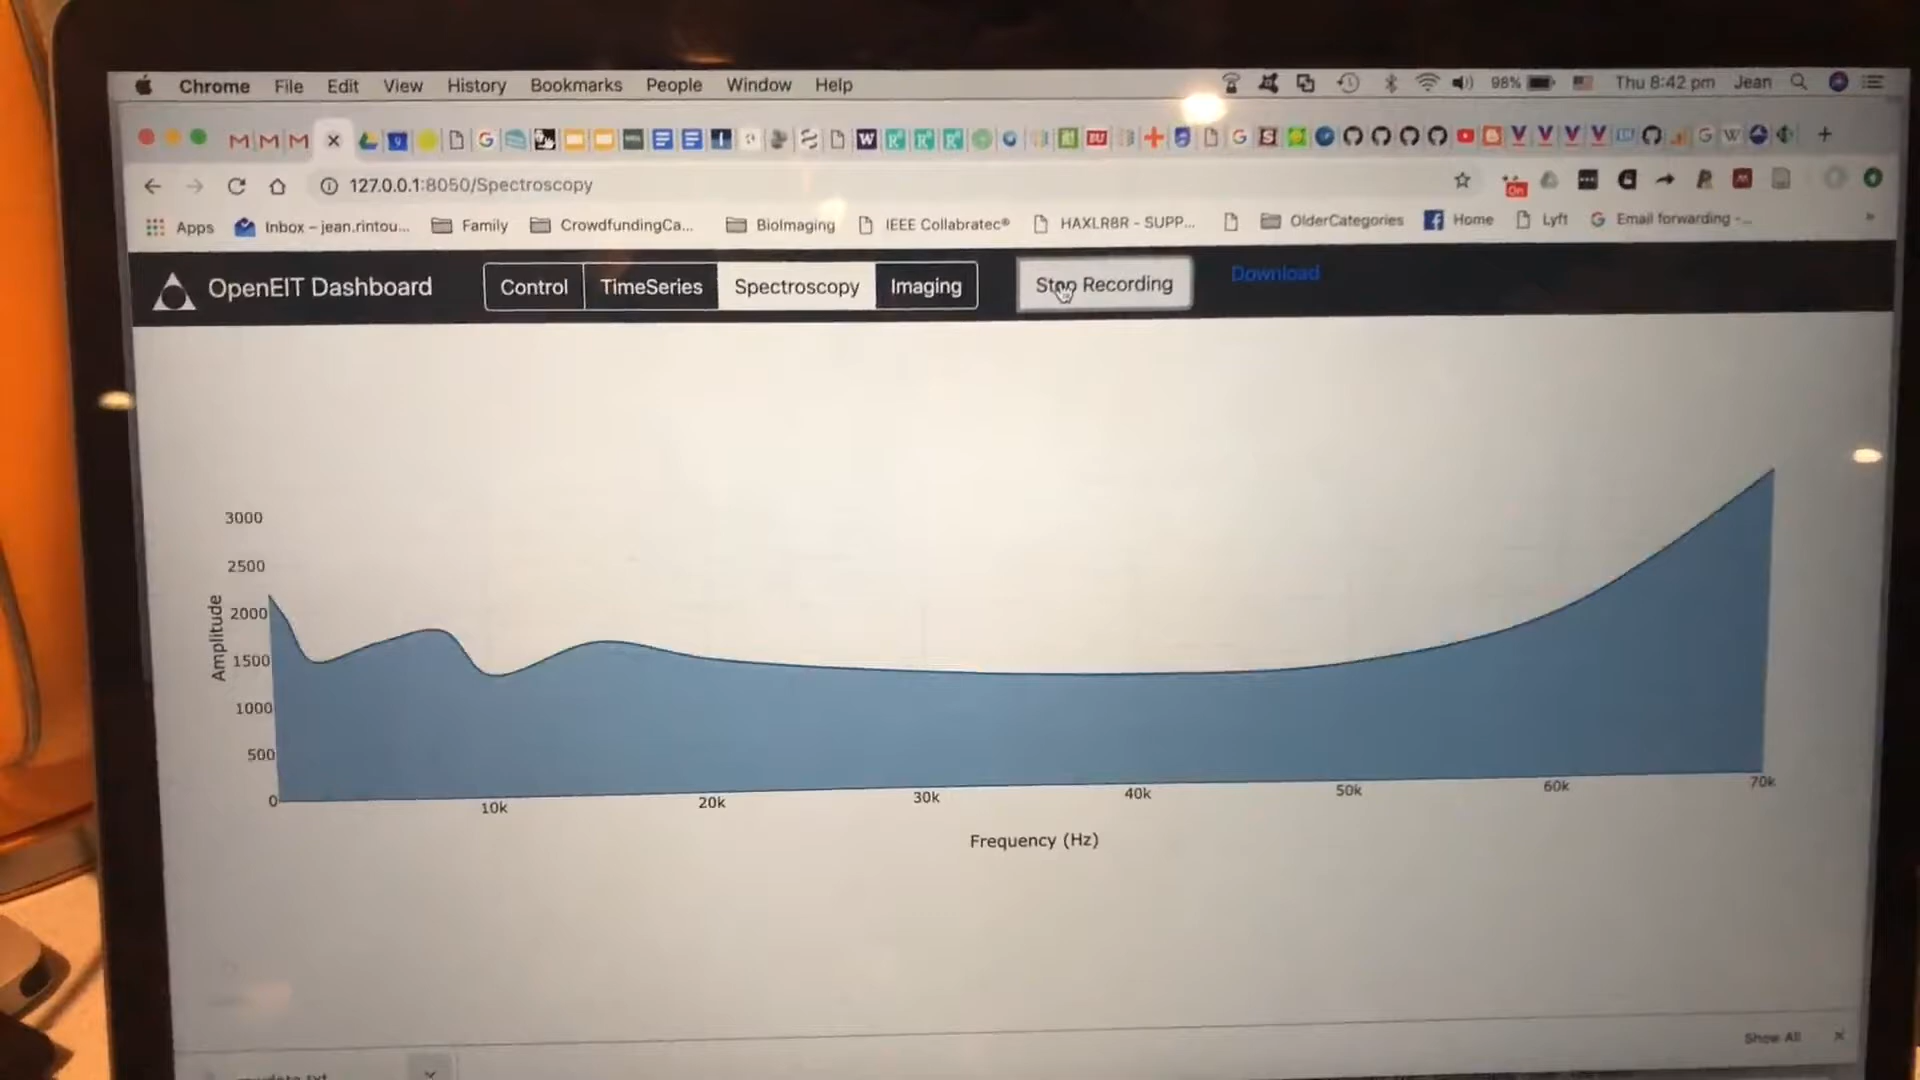 Chrome File Edit View History Bookmarks People Window Help 98% Thu 8:42 pm Jean
127.0.0.1:8050/Spectroscopy
On
Apps Inbox – jean.rintou... Family CrowdfundingCa... BioImaging IEEE Collabratec® HAXLR8R - SUPP... OlderCategories Home Lyft Email forwarding -...
OpenEIT Dashboard Control TimeSeries Spectroscopy Imaging Stop Recording Download
3000
2500
2000
1500
1000
500
0
Amplitude
10k 20k 30k 40k 50k 60k 70k
Frequency (Hz)
Show All